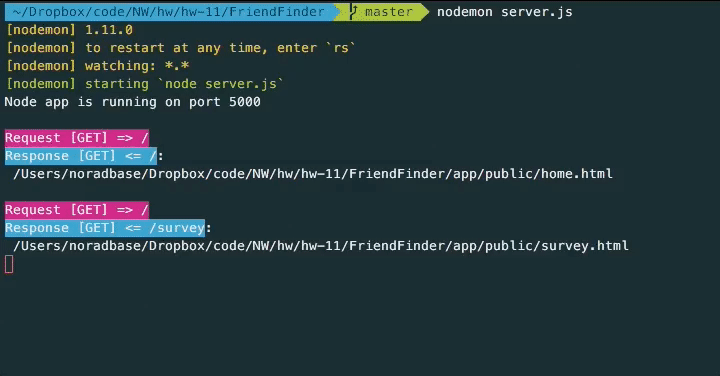 ~/Dropbox/code/NW/hw/hw-11/FriendFinder master nodemon server.js
[nodemon] 1.11.0
[nodemon] to restart at any time, enter `rs`
[nodemon] watching: *.*
[nodemon] starting `node server.js`
Node app is running on port 5000
Request [GET] => /
Response [GET] <= /:
/Users/noradbase/Dropbox/code/NW/hw/hw-11/FriendFinder/app/public/home.html
Request [GET] => /
Response [GET] <= /survey:
/Users/noradbase/Dropbox/code/NW/hw/hw-11/FriendFinder/app/public/survey.html